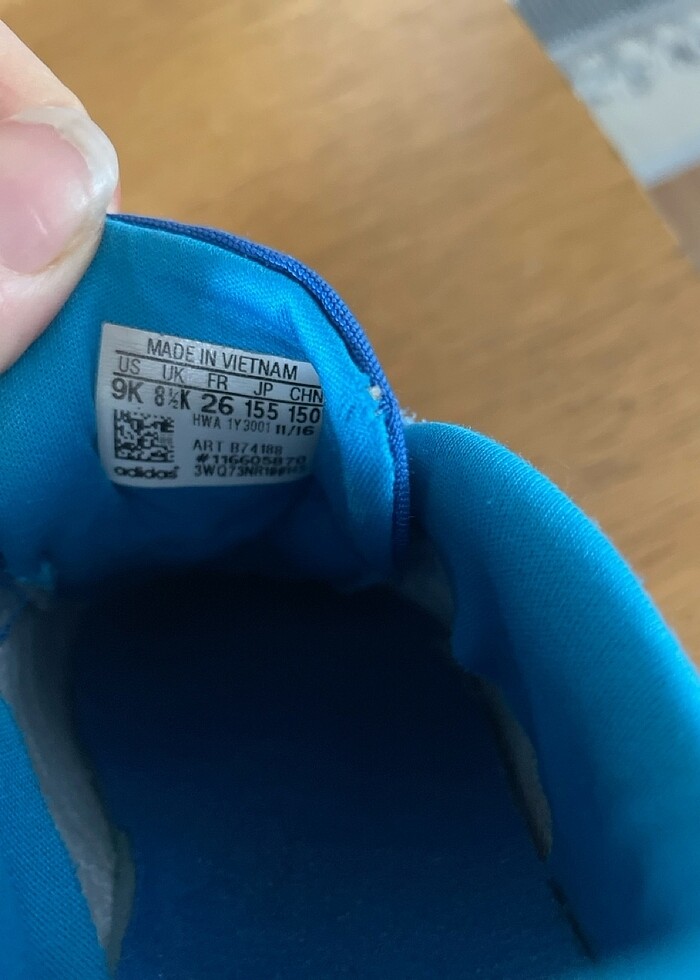 MADE IN VIETNAM
US UK FR JP CHN
9K 8½K 26 155 150
HWA 1Y3001 11/16
ART B74188
#116605870
adidas